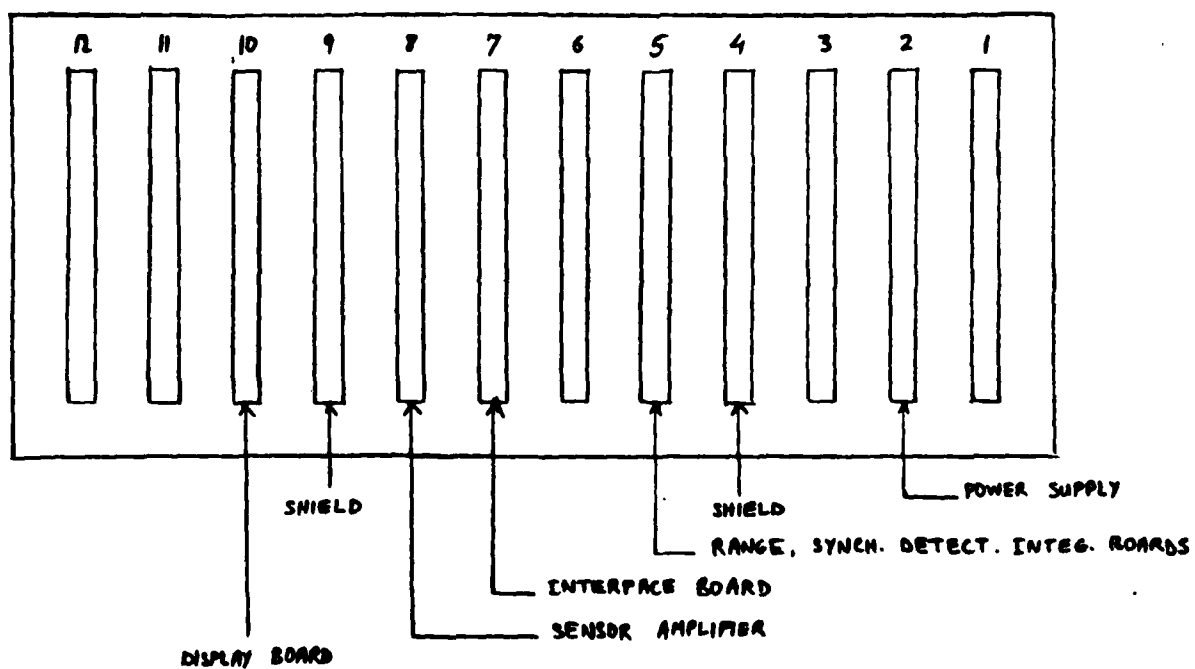 12 11 10 9 8 7 6 5 4 3 2 1
POWER SUPPLY
SHIELD
SHIELD
RANGE, SYNCH. DETECT. INTEG. BOARDS
INTERFACE BOARD
SENSOR AMPLIFIER
DISPLAY BOARD